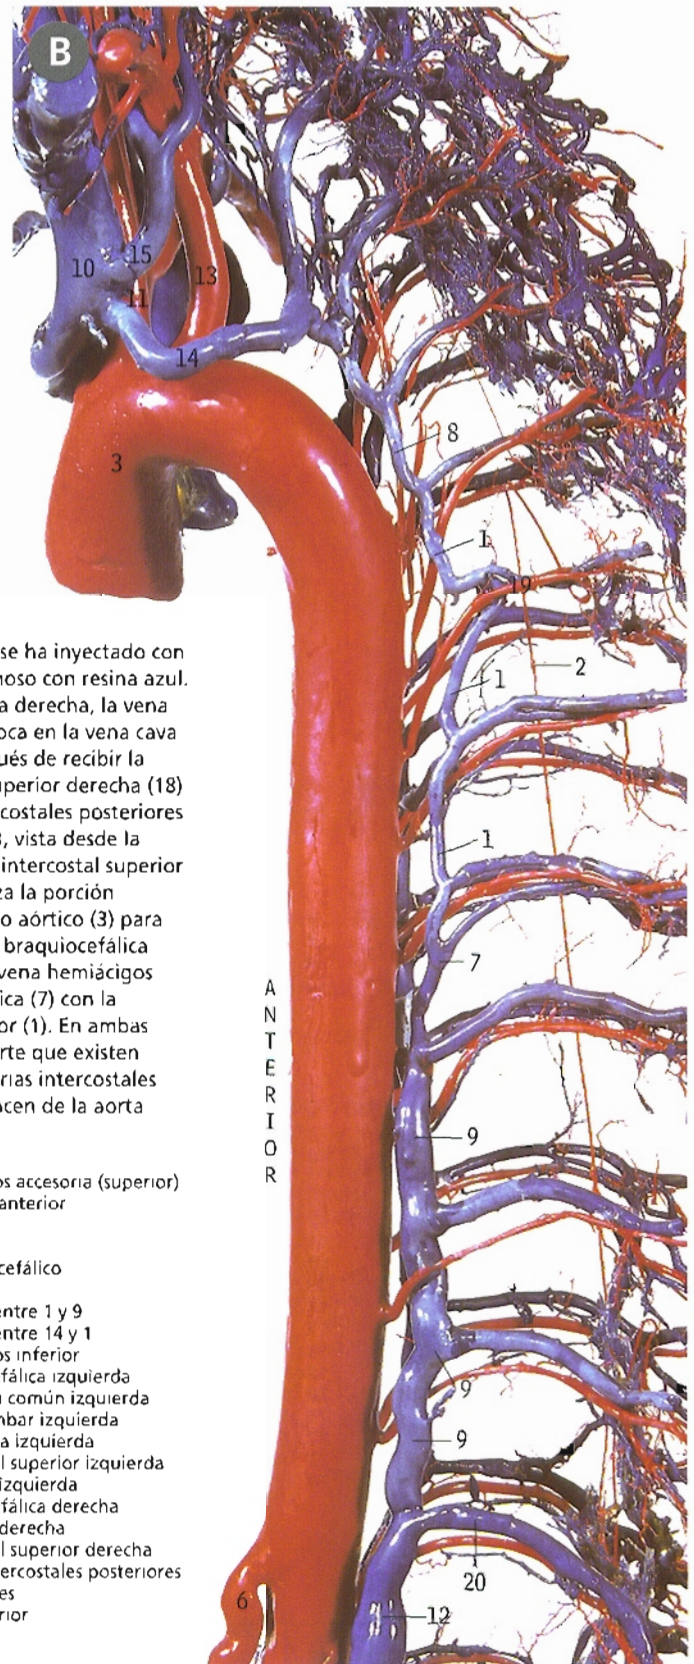 B
15
10
13
11
14
8
3
1
19
2
1
1
7
9
9
9
20
6
12
A
N
T
E
R
I
O
R
se ha inyectado con
noso con resina azul.
a derecha, la vena
oca en la vena cava
ués de recibir la
uperior derecha (18)
costales posteriores
3, vista desde la
intercostal superior
za la porción
o aórtico (3) para
braquiocefálica
vena hemiácigos
ica (7) con la
or (1). En ambas
rte que existen
rias intercostales
cen de la aorta
os accesoria (superior)
anterior
cefálico
entre 1 y 9
entre 14 y 1
os inferior
fálica izquierda
común izquierda
mbar izquierda
a izquierda
l superior izquierda
izquierda
fálica derecha
derecha
l superior derecha
ercostales posteriores
es
rior